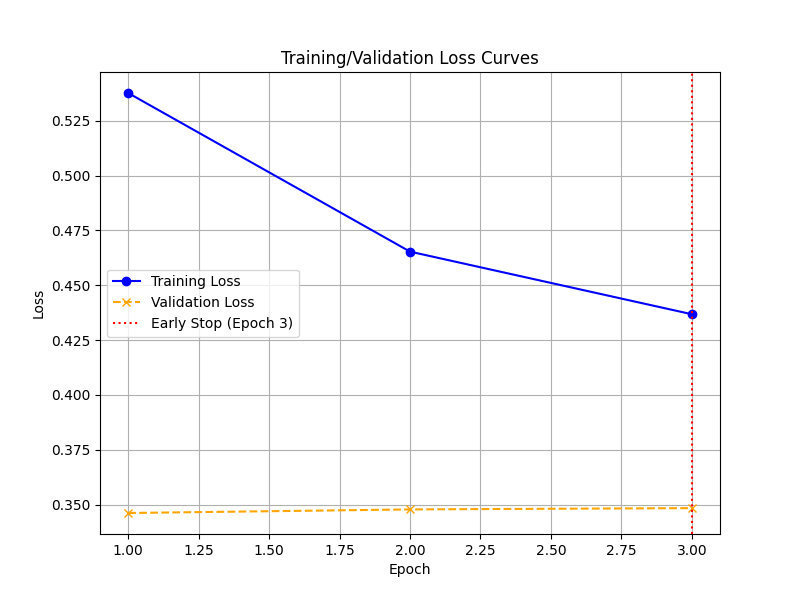 Training/Validation Loss Curves
Loss
0.525
0.500
0.475
0.450
0.425
0.400
0.375
0.350
Training Loss
Validation Loss
Early Stop (Epoch 3)
1.00 1.25 1.50 1.75 2.00 2.25 2.50 2.75 3.00
Epoch